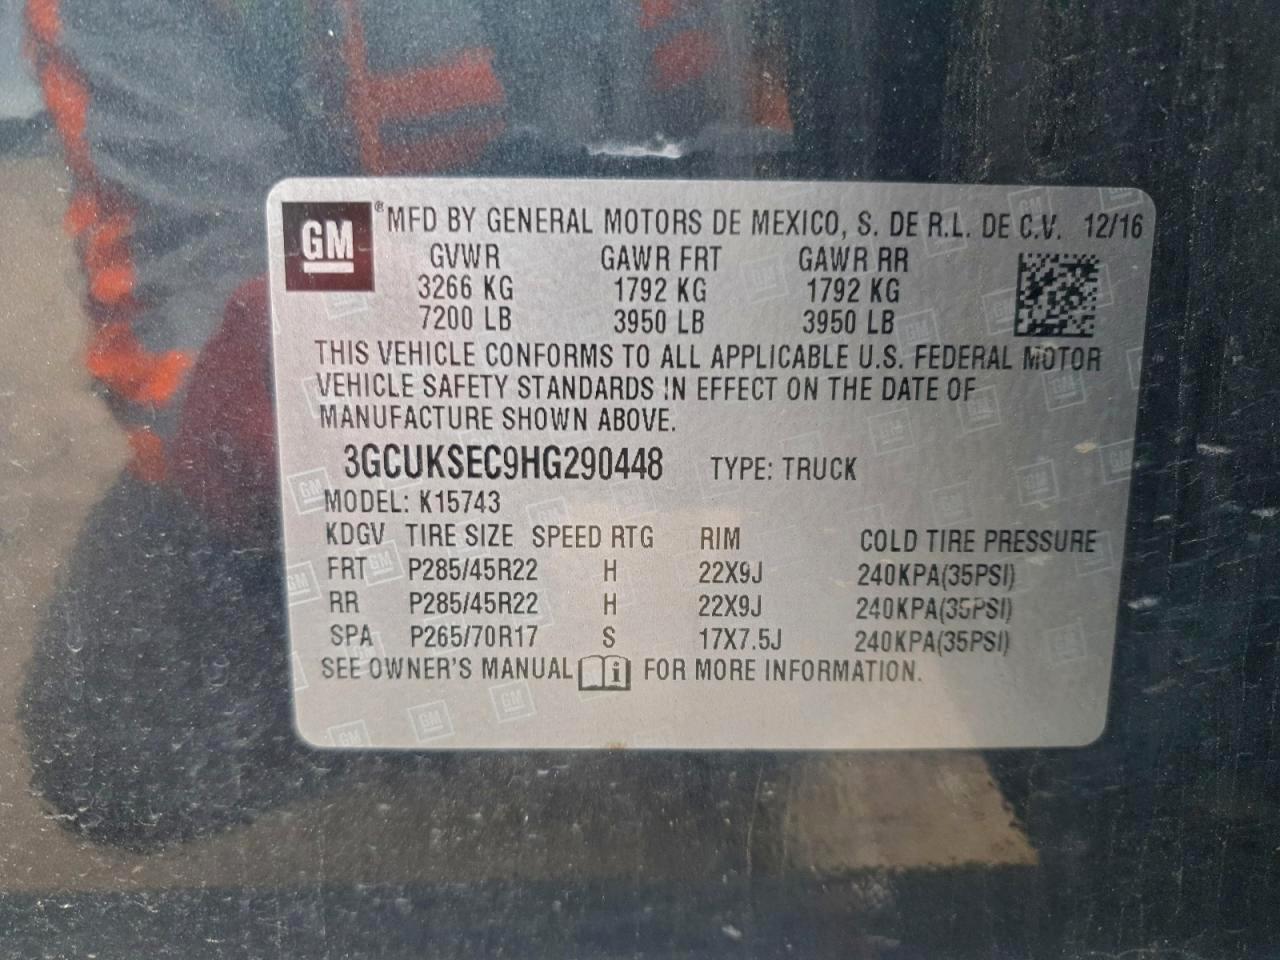 GM ® MFD BY GENERAL MOTORS DE MEXICO, S. DE R.L. DE C.V. 12/16
GVWR GAWR FRT GAWR RR
3266 KG 1792 KG 1792 KG
7200 LB 3950 LB 3950 LB
THIS VEHICLE CONFORMS TO ALL APPLICABLE U.S. FEDERAL MOTOR
VEHICLE SAFETY STANDARDS IN EFFECT ON THE DATE OF
MANUFACTURE SHOWN ABOVE.
3GCUKSEC9HG290448 TYPE: TRUCK
MODEL: K15743
KDGV TIRE SIZE SPEED RTG RIM COLD TIRE PRESSURE
FRT P285/45R22 H 22X9J 240KPA(35PSI)
RR P285/45R22 H 22X9J 240KPA(35PSI)
SPA P265/70R17 S 17X7.5J 240KPA(35PSI)
SEE OWNER'S MANUAL i FOR MORE INFORMATION.